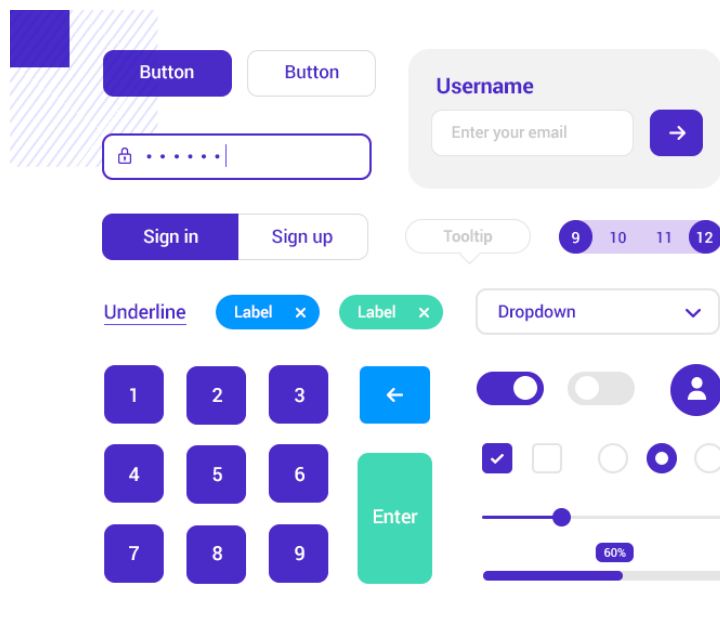 Button
Button
Username
Enter your email
Sign in
Sign up
Tooltip
9 10 11 12
Underline
Label
Label
Dropdown
1 2 3
4 5 6
Enter
7 8 9
60%